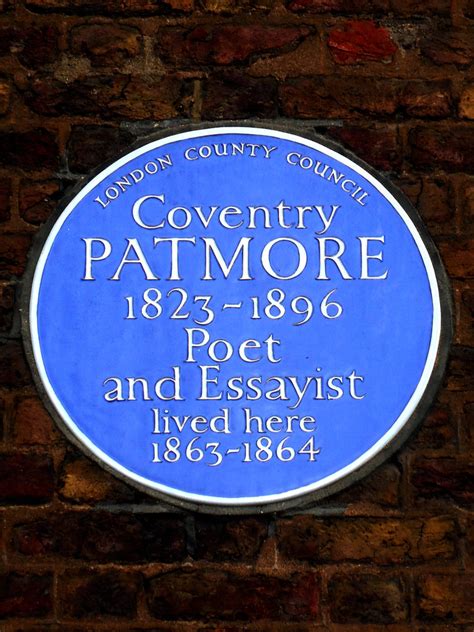 LONDON COUNTY COUNCIL
Coventry
PATMORE
1823~1896
Poet
and Essayist
lived here
1863-1864